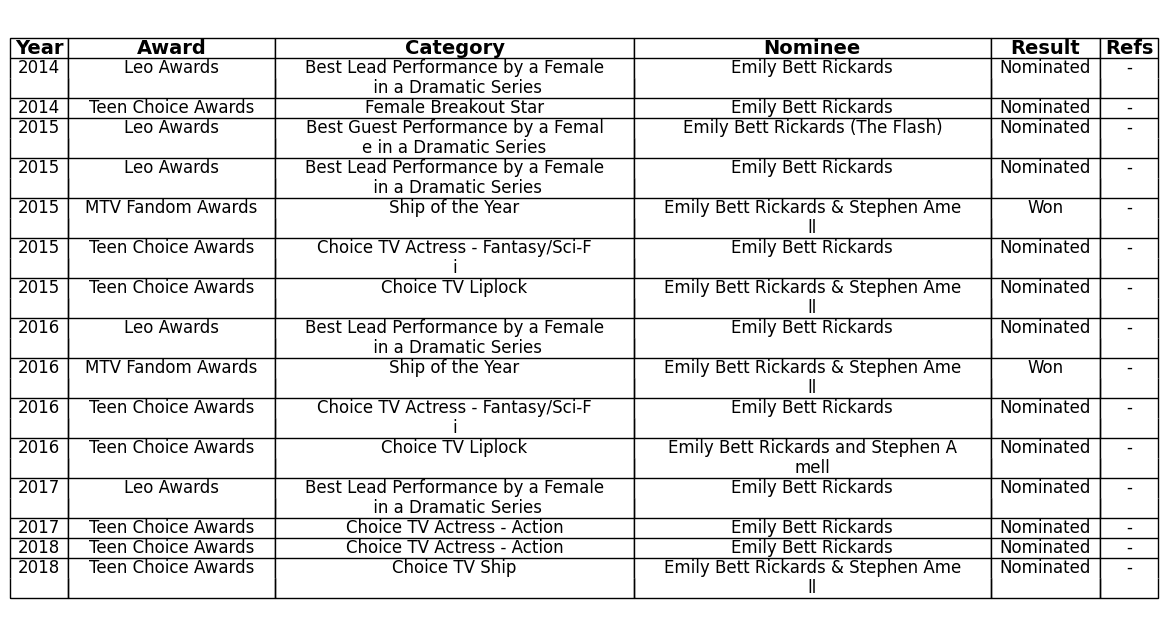 Year Award Category Nominee Result Refs
2014 Leo Awards Best Lead Performance by a Female Emily Bett Rickards Nominated -
in a Dramatic Series
2014 Teen Choice Awards Female Breakout Star Emily Bett Rickards Nominated -
2015 Leo Awards Best Guest Performance by a Femal Emily Bett Rickards (The Flash) Nominated -
e in a Dramatic Series
2015 Leo Awards Best Lead Performance by a Female Emily Bett Rickards Nominated -
in a Dramatic Series
2015 MTV Fandom Awards Ship of the Year Emily Bett Rickards & Stephen Ame Won -
ll
2015 Teen Choice Awards Choice TV Actress - Fantasy/Sci-F Emily Bett Rickards Nominated -
i
2015 Teen Choice Awards Choice TV Liplock Emily Bett Rickards & Stephen Ame Nominated -
ll
2016 Leo Awards Best Lead Performance by a Female Emily Bett Rickards Nominated -
in a Dramatic Series
2016 MTV Fandom Awards Ship of the Year Emily Bett Rickards & Stephen Ame Won -
ll
2016 Teen Choice Awards Choice TV Actress - Fantasy/Sci-F Emily Bett Rickards Nominated -
i
2016 Teen Choice Awards Choice TV Liplock Emily Bett Rickards and Stephen A Nominated -
mell
2017 Leo Awards Best Lead Performance by a Female Emily Bett Rickards Nominated -
in a Dramatic Series
2017 Teen Choice Awards Choice TV Actress - Action Emily Bett Rickards Nominated -
2018 Teen Choice Awards Choice TV Actress - Action Emily Bett Rickards Nominated -
2018 Teen Choice Awards Choice TV Ship Emily Bett Rickards & Stephen Ame Nominated -
ll